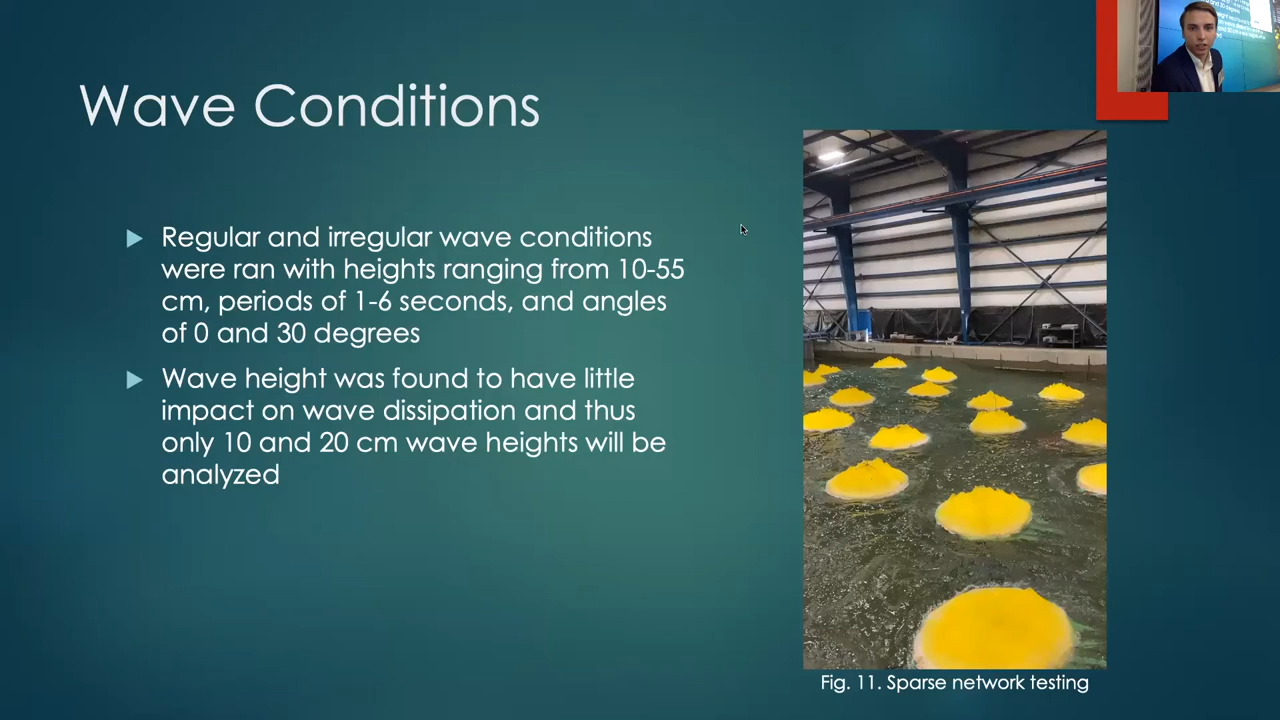 Wave Conditions
Regular and irregular wave conditions
were ran with heights ranging from 10-55
cm, periods of 1-6 seconds, and angles
of 0 and 30 degrees
Wave height was found to have little
impact on wave dissipation and thus
only 10 and 20 cm wave heights will be
analyzed
Fig. 11. Sparse network testing